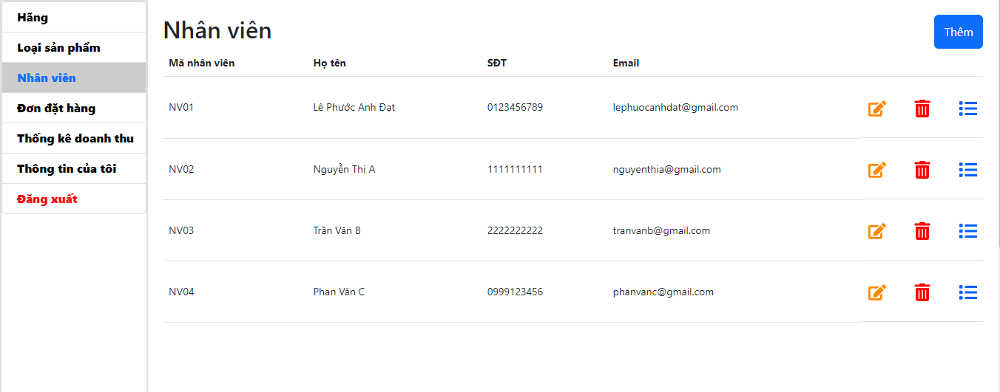 Hãng
Loại sản phẩm
Nhân viên
Đơn đặt hàng
Thống kê doanh thu
Thông tin của tôi
Đăng xuất
Nhân viên
Thêm
Mã nhân viên Họ tên SĐT Email
NV01 Lê Phước Anh Đạt 0123456789 lephuocanhdat@gmail.com
NV02 Nguyễn Thị A 1111111111 nguyenthia@gmail.com
NV03 Trần Văn B 2222222222 tranvanb@gmail.com
NV04 Phan Văn C 0999123456 phanvanc@gmail.com